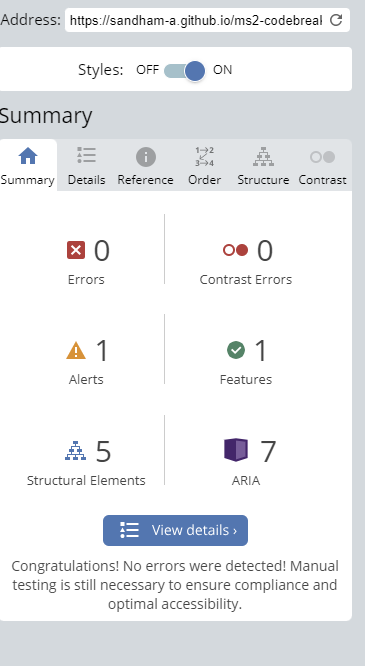 Address: https://sandham-a.github.io/ms2-codebreak
Styles: OFF ON
Summary
Summary Details Reference Order Structure Contrast
0 0
Errors Contrast Errors
1 1
Alerts Features
5 7
Structural Elements ARIA
View details ›
Congratulations! No errors were detected! Manual
testing is still necessary to ensure compliance and
optimal accessibility.